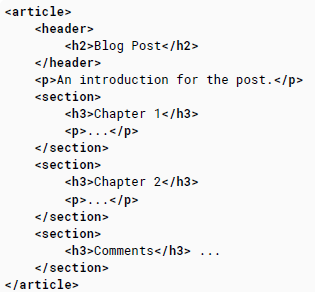 <article>
<header>
<h2>Blog Post</h2>
</header>
<p>An introduction for the post.</p>
<section>
<h3>Chapter 1</h3>
<p>...</p>
</section>
<section>
<h3>Chapter 2</h3>
<p>...</p>
</section>
<section>
<h3>Comments</h3> ...
</section>
</article>